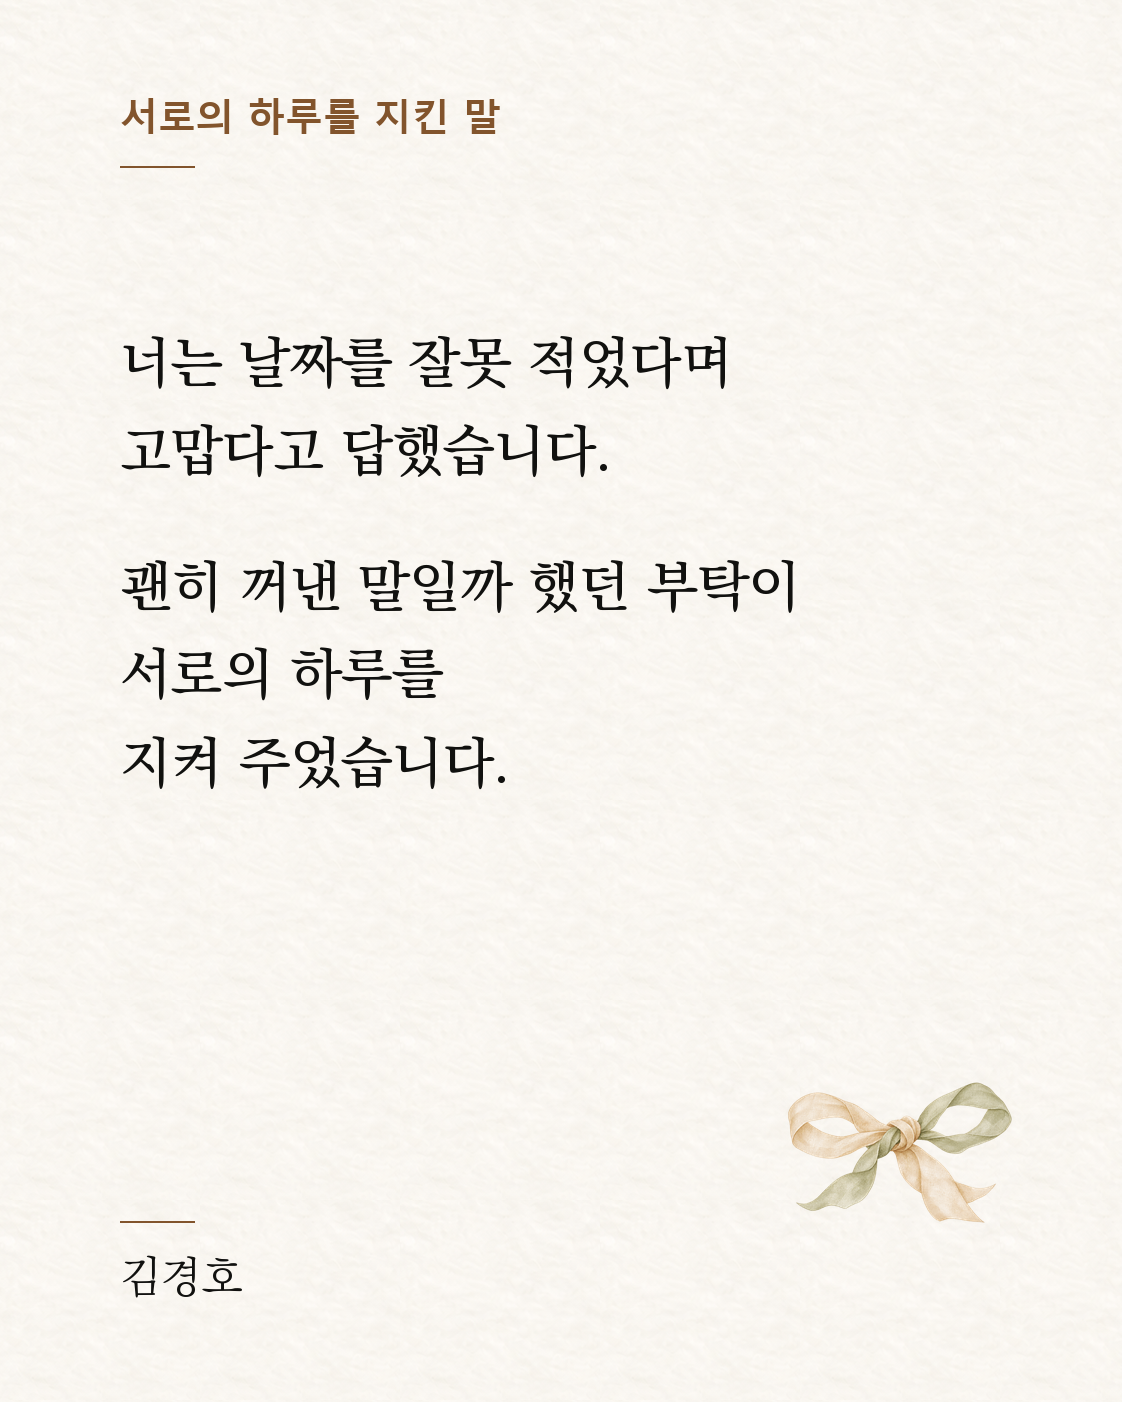 서로의 하루를 지킨 말
너는 날짜를 잘못 적었다며
고맙다고 답했습니다.
괜히 꺼낸 말일까 했던 부탁이
서로의 하루를
지켜 주었습니다.
김경호